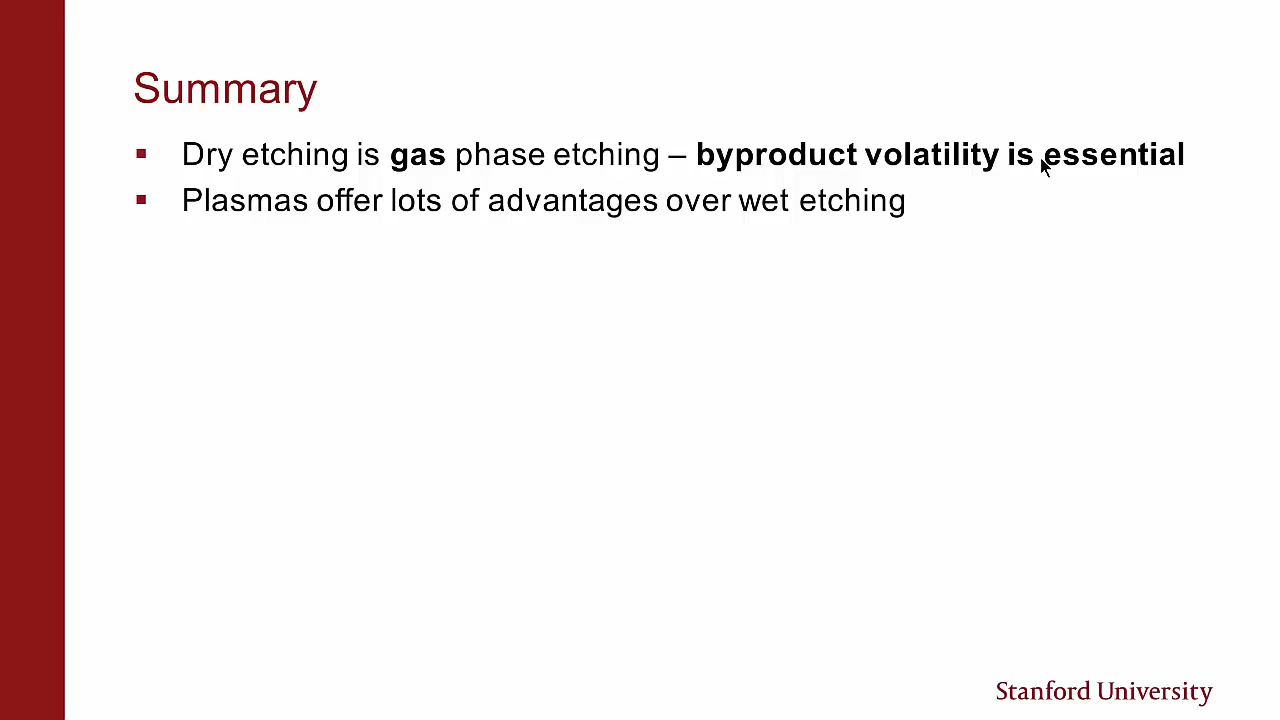 Summary
▪ Dry etching is gas phase etching – byproduct volatility is essential
▪ Plasmas offer lots of advantages over wet etching
Stanford University